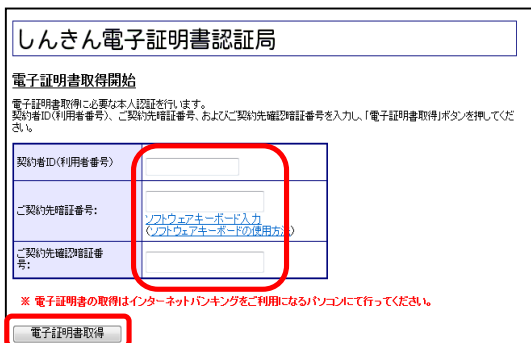 しんきん電子証明書認証局
電子証明書取得開始
電子証明書取得に必要な本人認証を行います。
契約者ID(利用者番号)、ご契約先暗証番号、およびご契約先確認暗証番号を入力し、「電子証明書取得」ボタンを押してくだ
さい。
契約者ID(利用者番号)
ご契約先暗証番号:
ソフトウェアキーボード入力
(ソフトウェアキーボードの使用方法)
ご契約先確認暗証番
号:
※ 電子証明書の取得はインターネットバンキングをご利用になるパソコンにて行ってください。
電子証明書取得